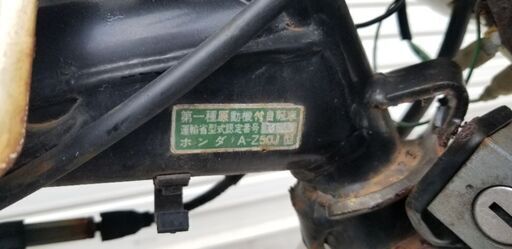 第一種原動機付自転車
運輸省型式認定番号
ホンダ A-Z50J